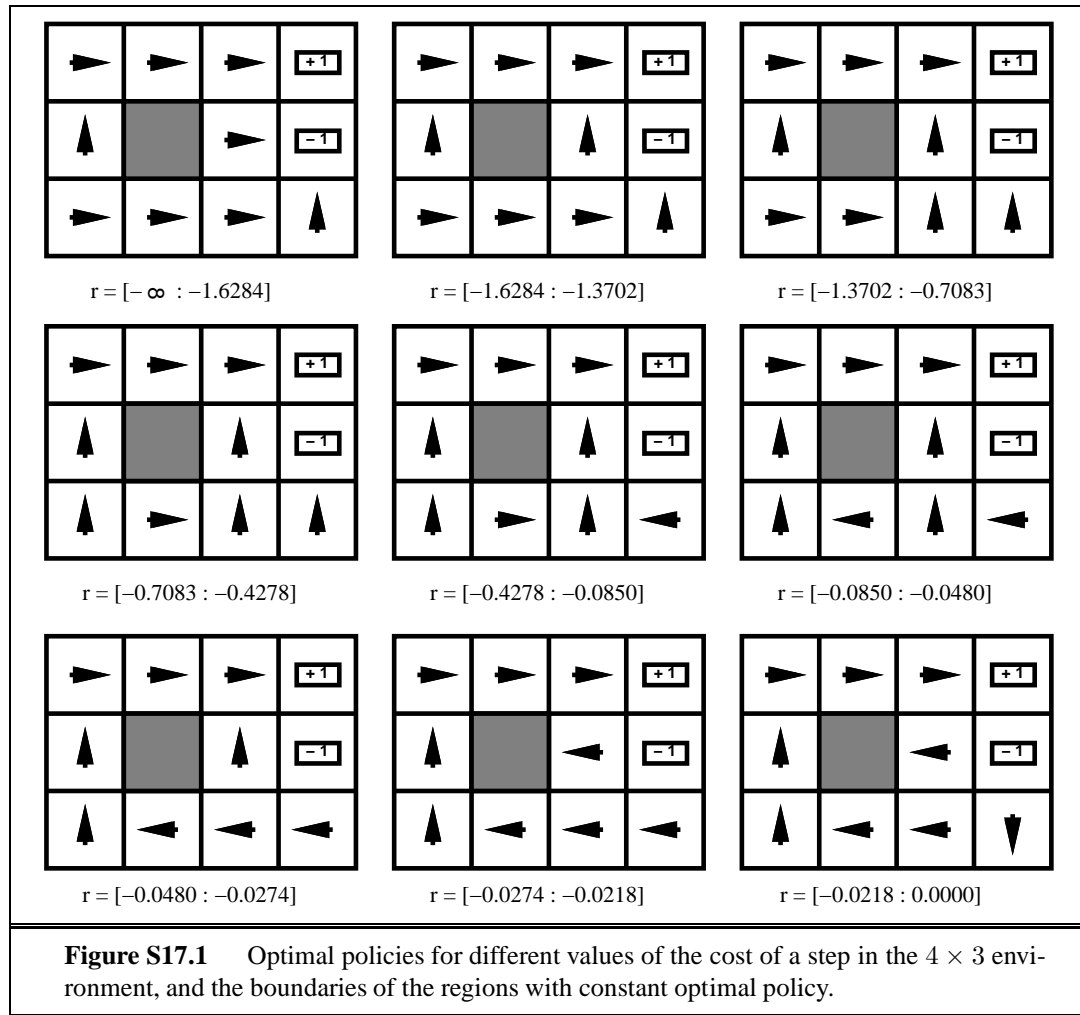 + 1 + 1 + 1
− 1 − 1 − 1
r = [− ∞ : −1.6284] r = [−1.6284 : −1.3702] r = [−1.3702 : −0.7083]
+ 1 + 1 + 1
− 1 − 1 − 1
r = [−0.7083 : −0.4278] r = [−0.4278 : −0.0850] r = [−0.0850 : −0.0480]
+ 1 + 1 + 1
− 1 − 1 − 1
r = [−0.0480 : −0.0274] r = [−0.0274 : −0.0218] r = [−0.0218 : 0.0000]
Figure S17.1 Optimal policies for different values of the cost of a step in the 4 × 3 envi-
ronment, and the boundaries of the regions with constant optimal policy.